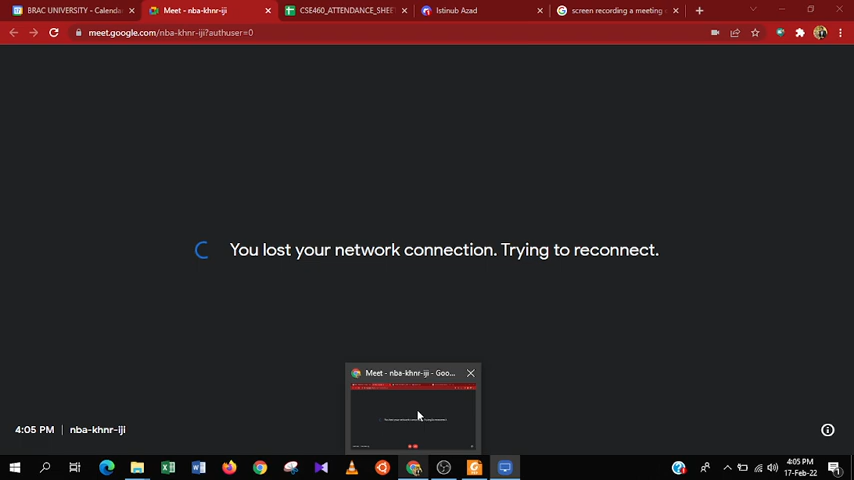 BRAC UNIVERSITY - Calenda
Meet - nba-khnr-iji
CSE460_ATTENDANCE_SHEE
Istinub Azad
screen recording a meeting
meet.google.com/nba-khnr-iji?authuser=0
You lost your network connection. Trying to reconnect.
Meet - nba-khnr-iji - Goo...
4:05 PM | nba-khnr-iji
4:05 PM
17-Feb-22